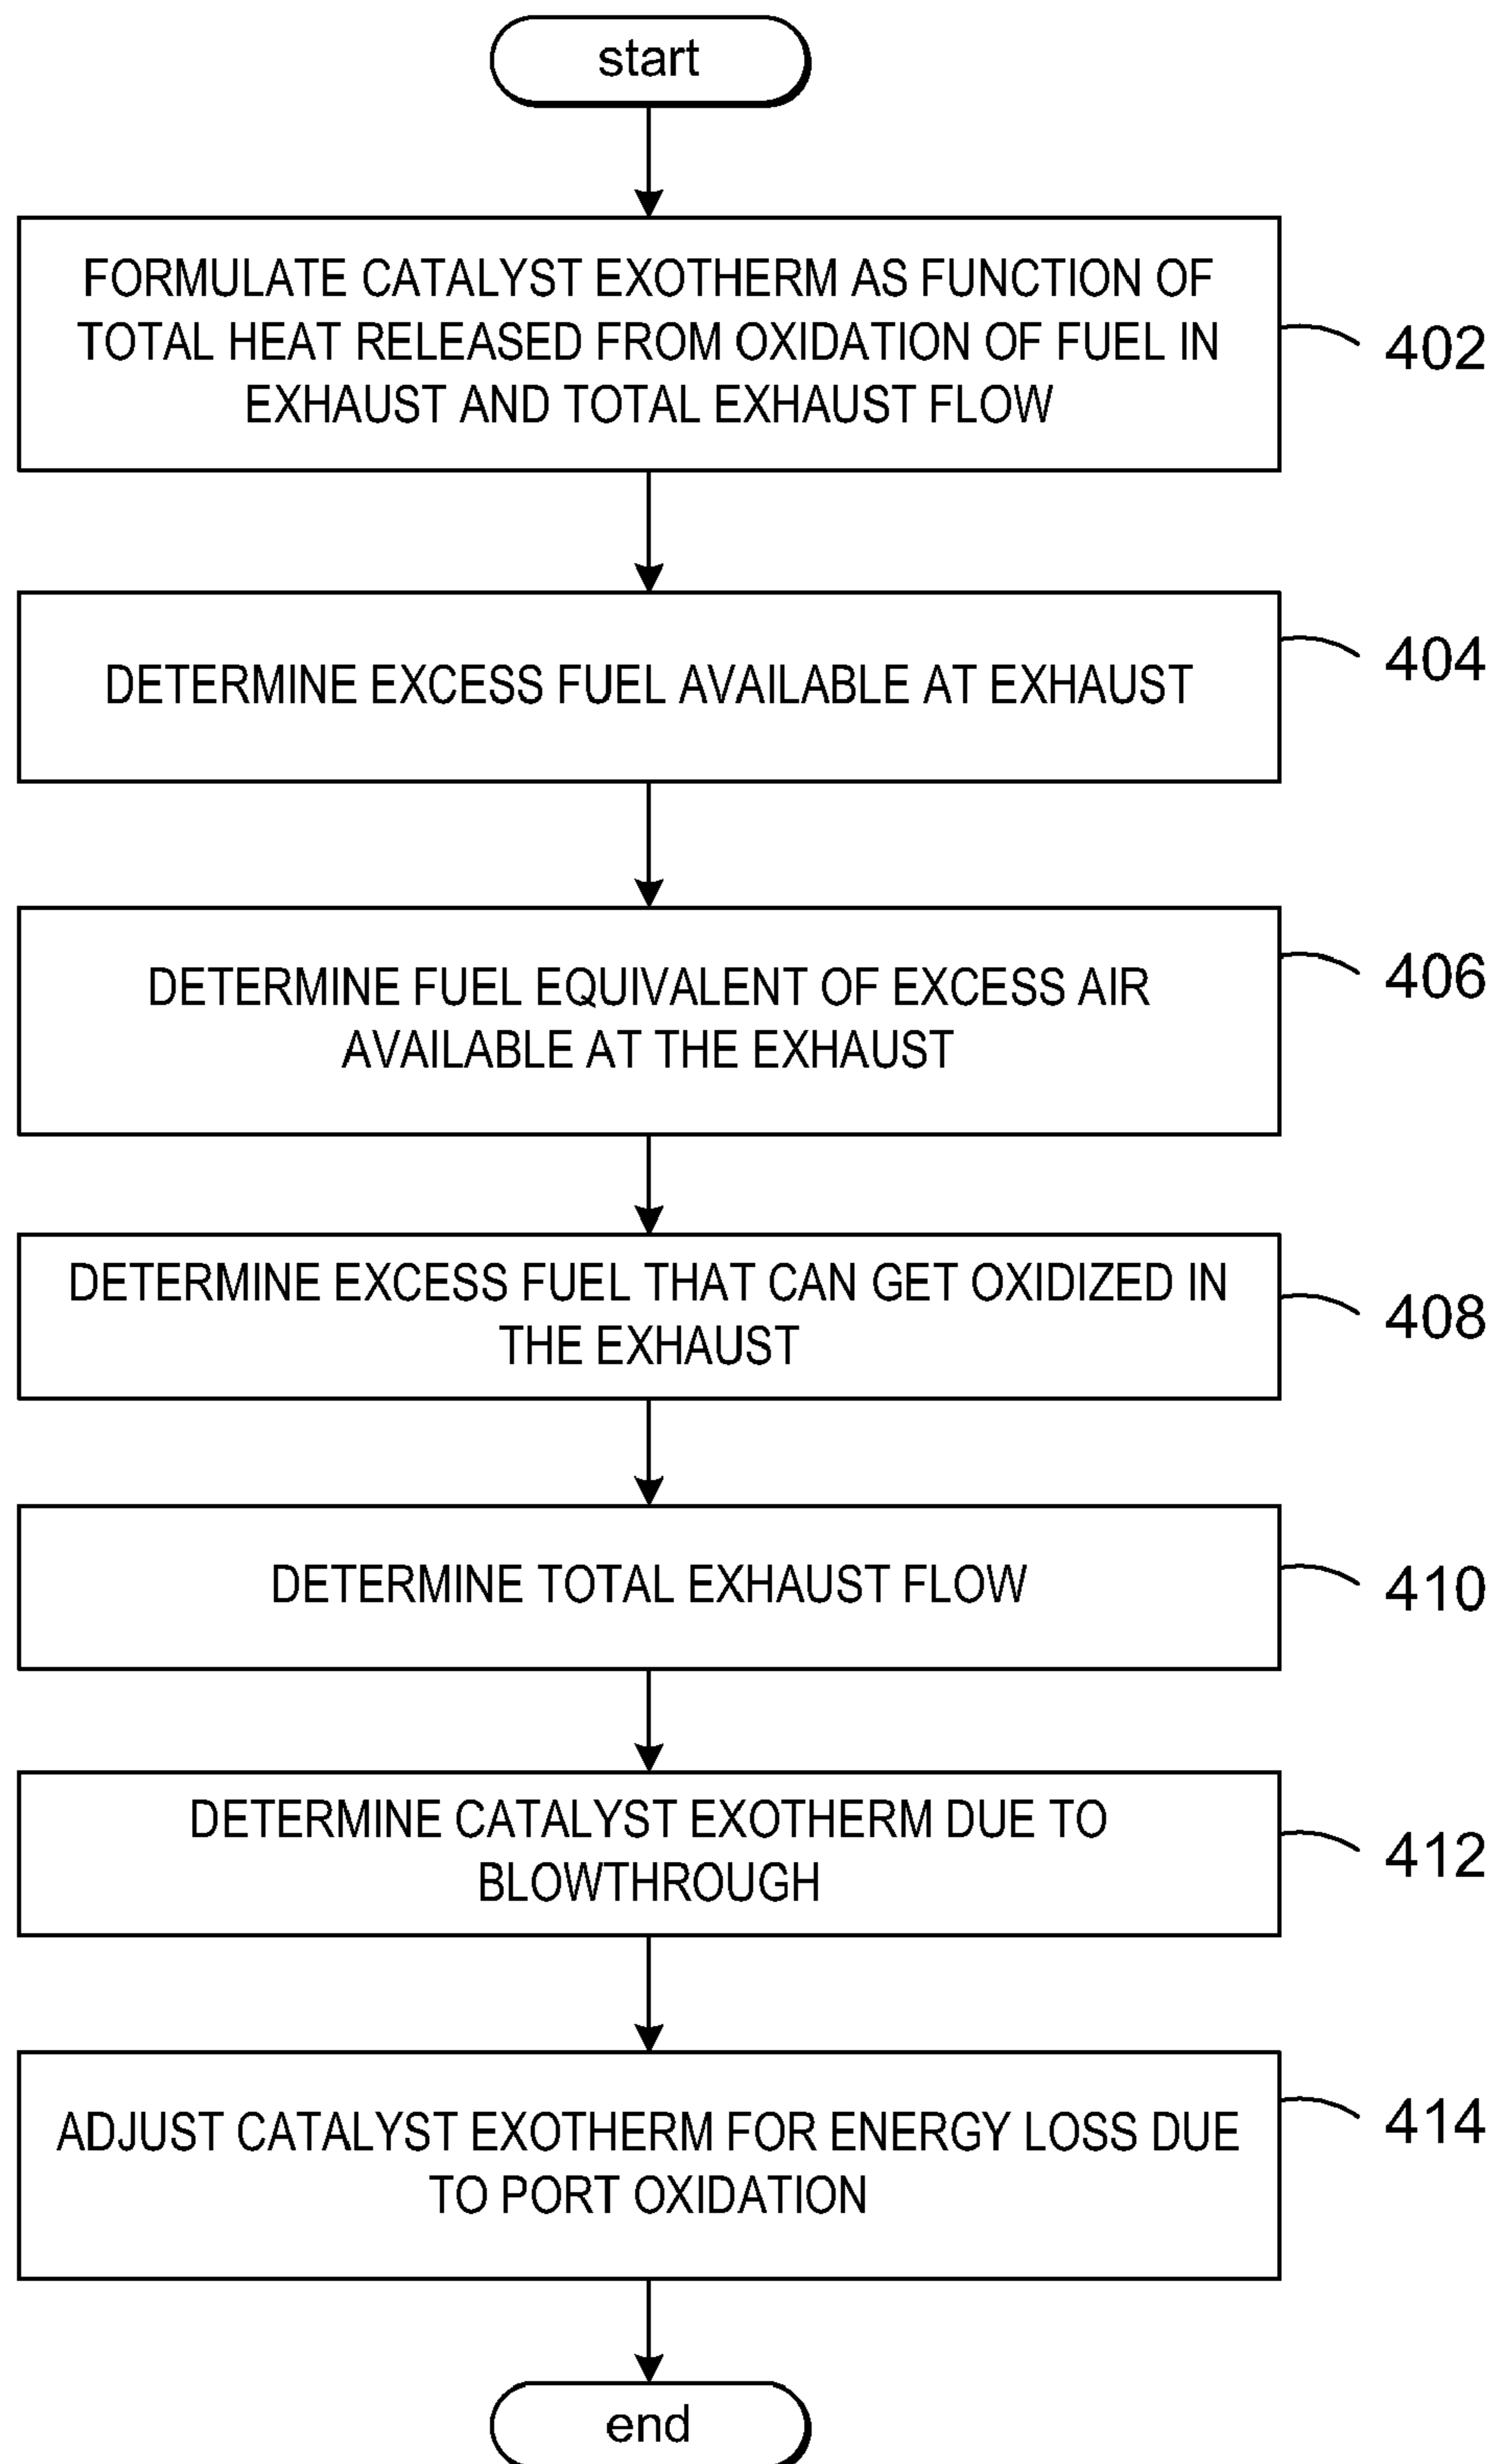 start
FORMULATE CATALYST EXOTHERM AS FUNCTION OF
TOTAL HEAT RELEASED FROM OXIDATION OF FUEL IN
EXHAUST AND TOTAL EXHAUST FLOW
402
DETERMINE EXCESS FUEL AVAILABLE AT EXHAUST
404
DETERMINE FUEL EQUIVALENT OF EXCESS AIR
AVAILABLE AT THE EXHAUST
406
DETERMINE EXCESS FUEL THAT CAN GET OXIDIZED IN
THE EXHAUST
408
DETERMINE TOTAL EXHAUST FLOW
410
DETERMINE CATALYST EXOTHERM DUE TO
BLOWTHROUGH
412
ADJUST CATALYST EXOTHERM FOR ENERGY LOSS DUE
TO PORT OXIDATION
414
end